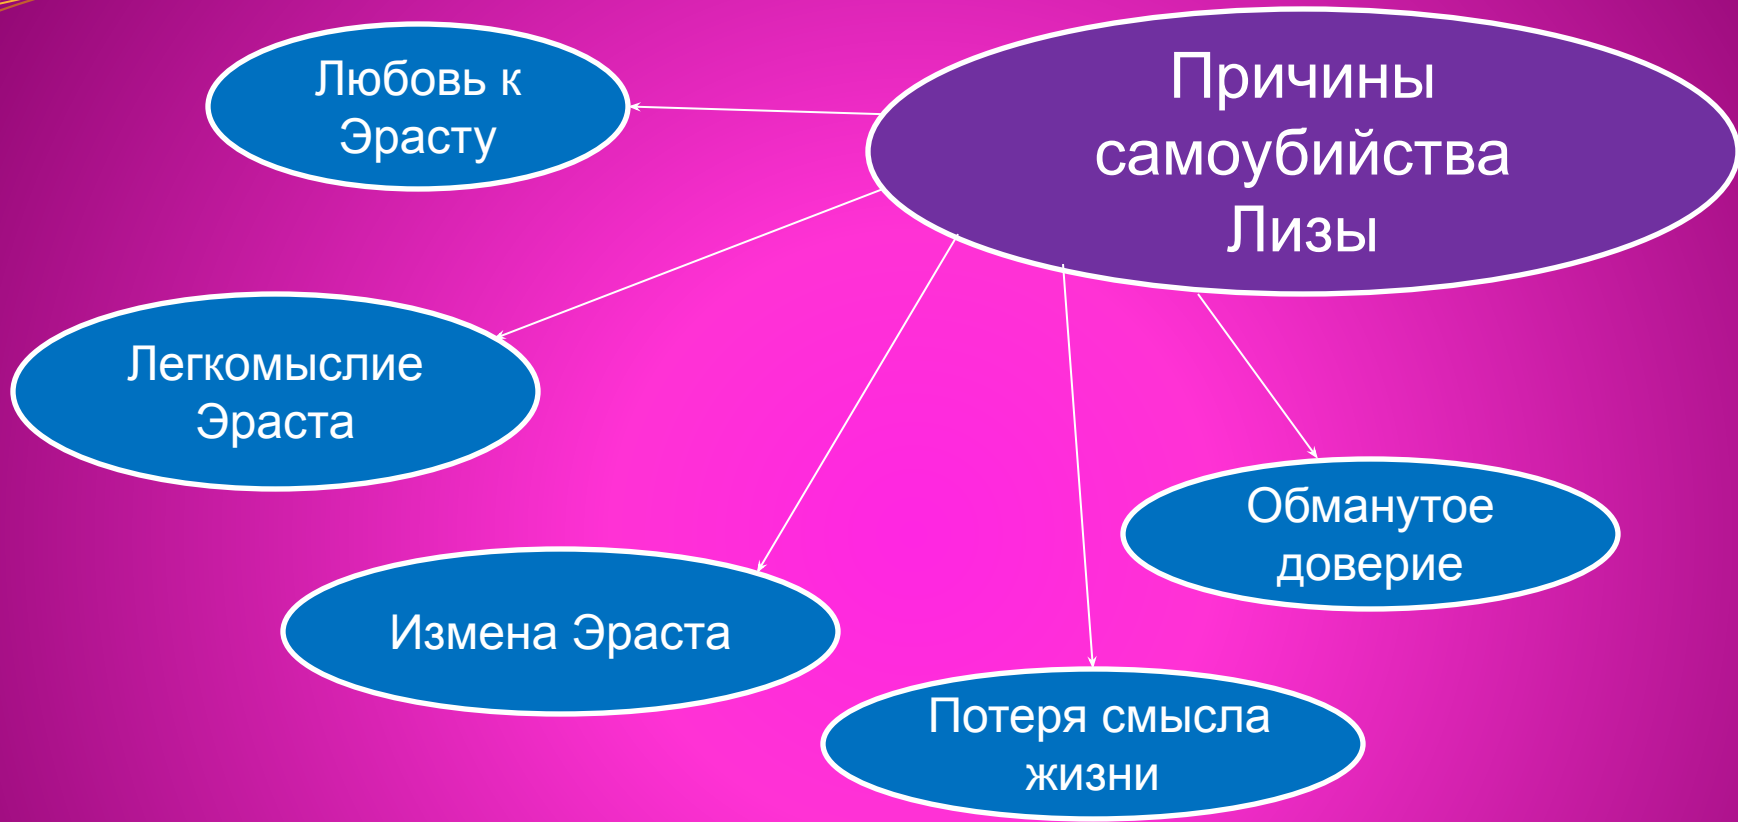 Причины
самоубийства
Лизы
Любовь к
Эрасту
Легкомыслие
Эраста
Измена Эраста
Потеря смысла
жизни
Обманутое
доверие